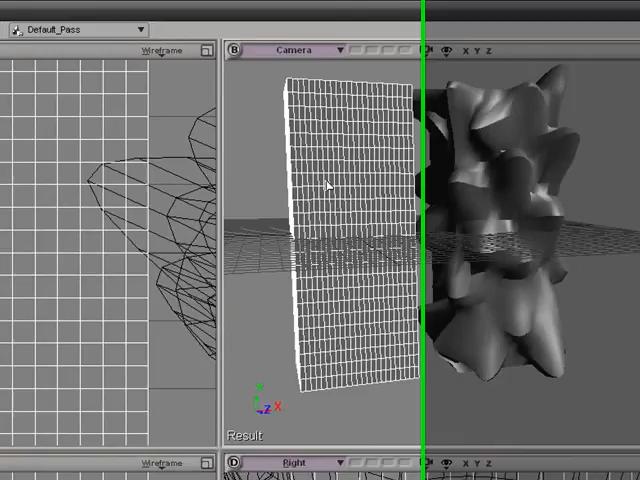 Default_Pass
Wireframe
B Camera X Y Z
Y
Z X
Result
Wireframe
D Right X Y Z